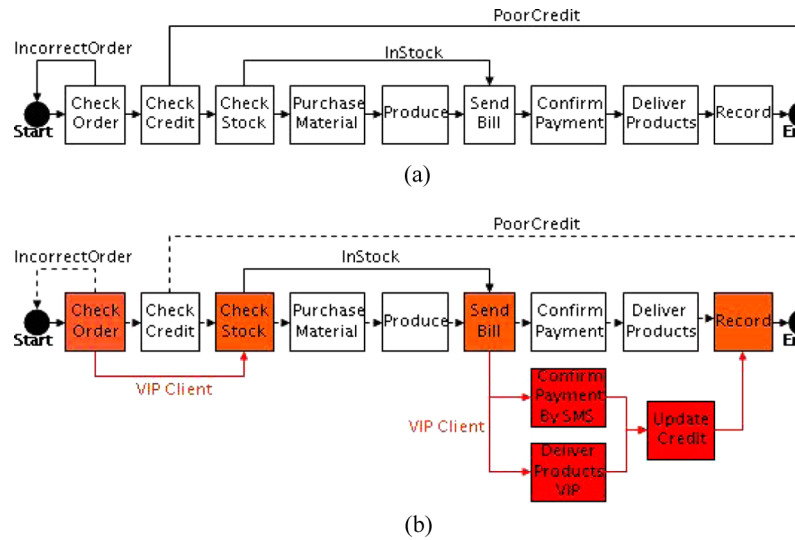 PoorCredit
IncorrectOrder
InStock
Start
Check
Order
Check
Credit
Check
Stock
Purchase
Material
Produce
Send
Bill
Confirm
Payment
Deliver
Products
Record
(a)
PoorCredit
IncorrectOrder
InStock
Start
Check
Order
Check
Credit
Check
Stock
Purchase
Material
Produce
Send
Bill
Confirm
Payment
Deliver
Products
Record
VIP Client
VIP Client
Confirm
Payment
By SMS
Deliver
Products
VIP
Update
Credit
(b)